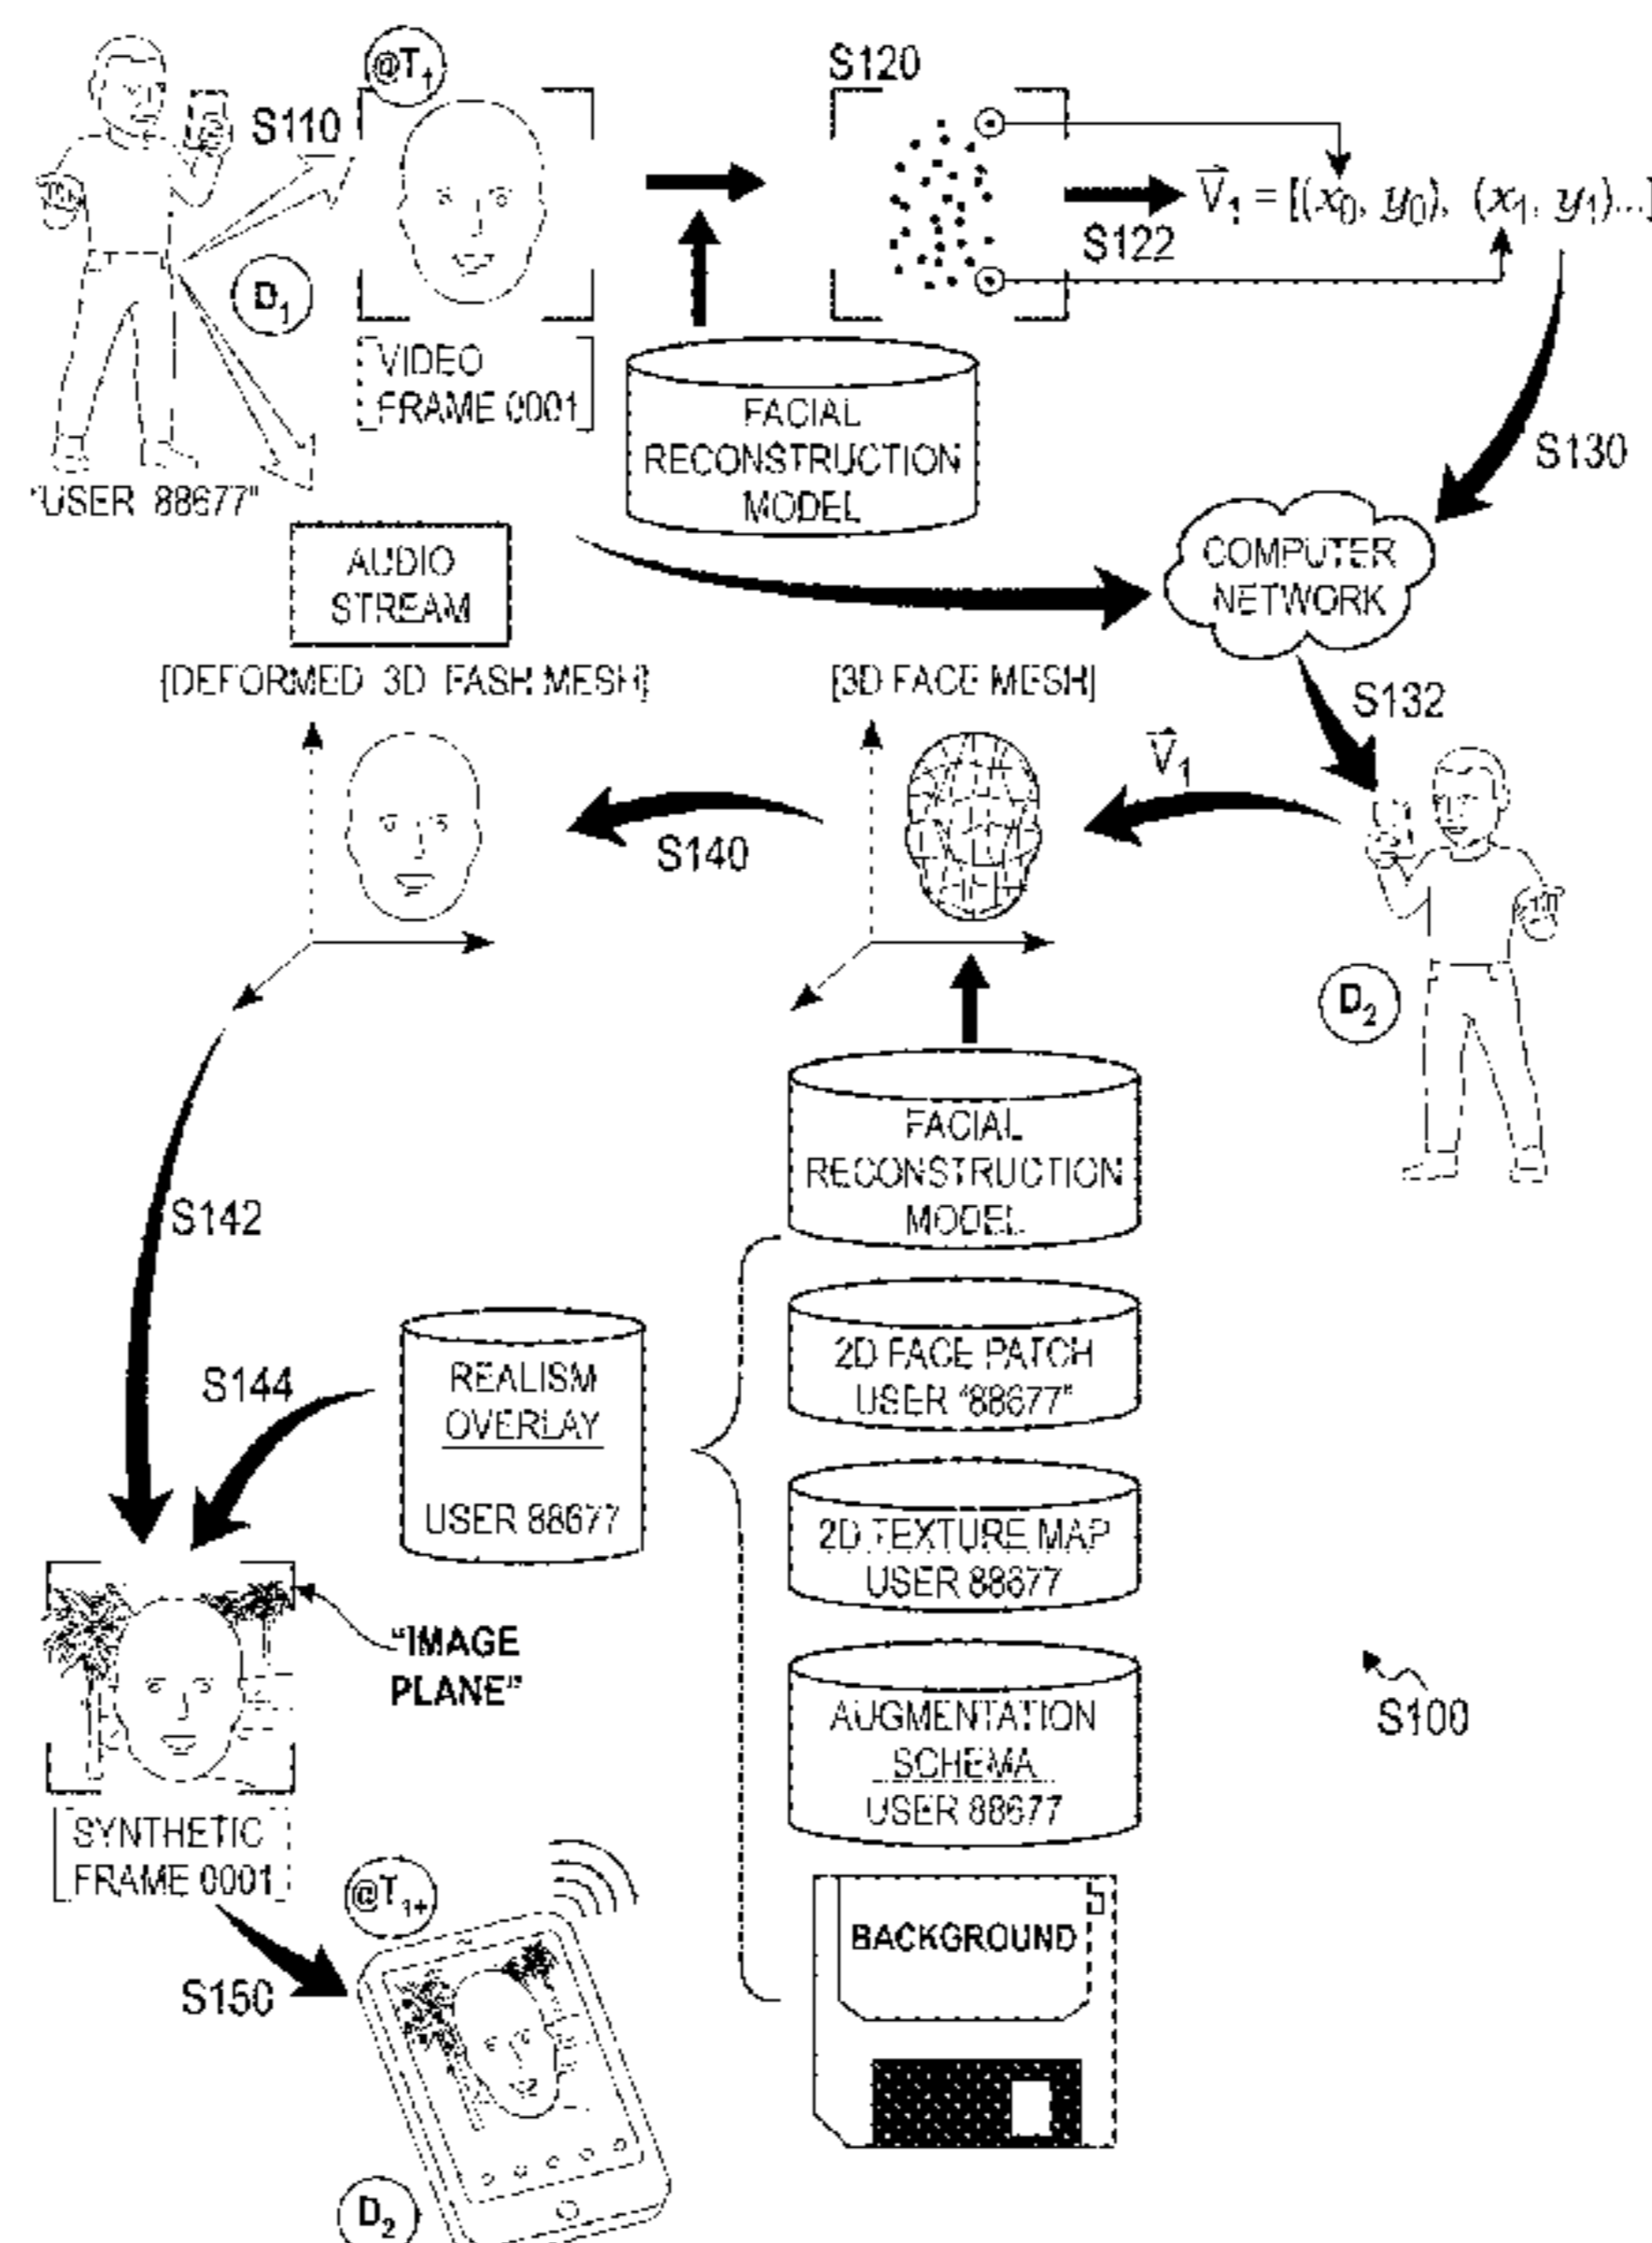 @T1
S110
D1
VIDEO
FRAME 0001
"USER 88677"
S120
S122
V⃗1 = [(x0, y0), (x1, y1)...]
FACIAL
RECONSTRUCTION
MODEL
S130
AUDIO
STREAM
COMPUTER
NETWORK
[DEFORMED 3D FASH MESH]
[3D FACE MESH]
S132
V⃗1
S140
D2
FACIAL
RECONSTRUCTION
MODEL
S142
2D FACE PATCH
USER "88677"
S144
REALISM
OVERLAY
USER 88677
2D TEXTURE MAP
USER 88677
"IMAGE
PLANE"
AUGMENTATION
SCHEMA
USER 88677
S100
SYNTHETIC
FRAME 0001
@T1+
BACKGROUND
S150
D2